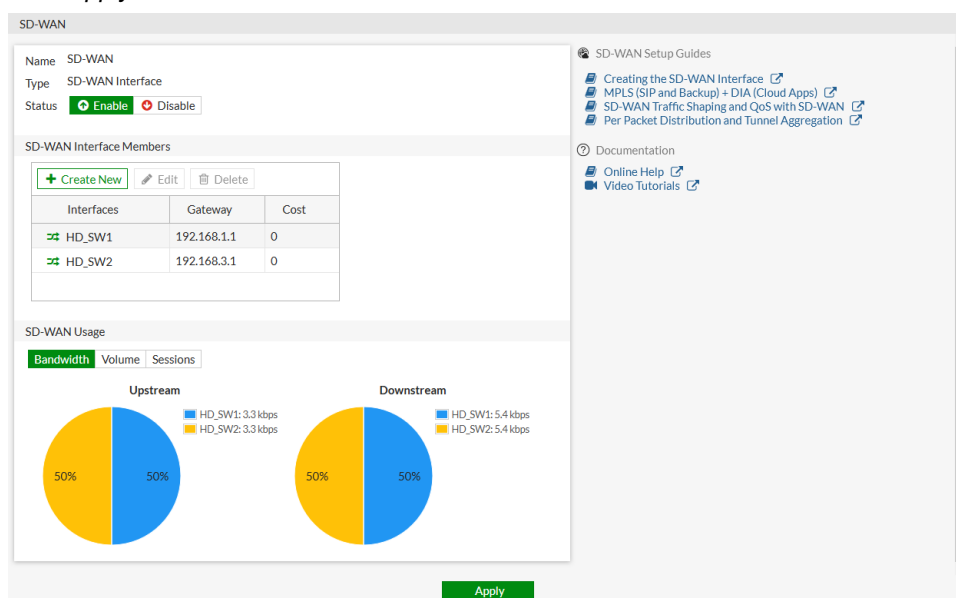 SD-WAN
Name SD-WAN
Type SD-WAN Interface
Status Enable Disable
SD-WAN Interface Members
Create New Edit Delete
Interfaces Gateway Cost
HD_SW1 192.168.1.1 0
HD_SW2 192.168.3.1 0
SD-WAN Usage
Bandwidth Volume Sessions
Upstream
HD_SW1: 3.3 kbps
HD_SW2: 3.3 kbps
50% 50%
Downstream
HD_SW1: 5.4 kbps
HD_SW2: 5.4 kbps
50% 50%
SD-WAN Setup Guides
Creating the SD-WAN Interface
MPLS (SIP and Backup) + DIA (Cloud Apps)
SD-WAN Traffic Shaping and QoS with SD-WAN
Per Packet Distribution and Tunnel Aggregation
Documentation
Online Help
Video Tutorials
Apply